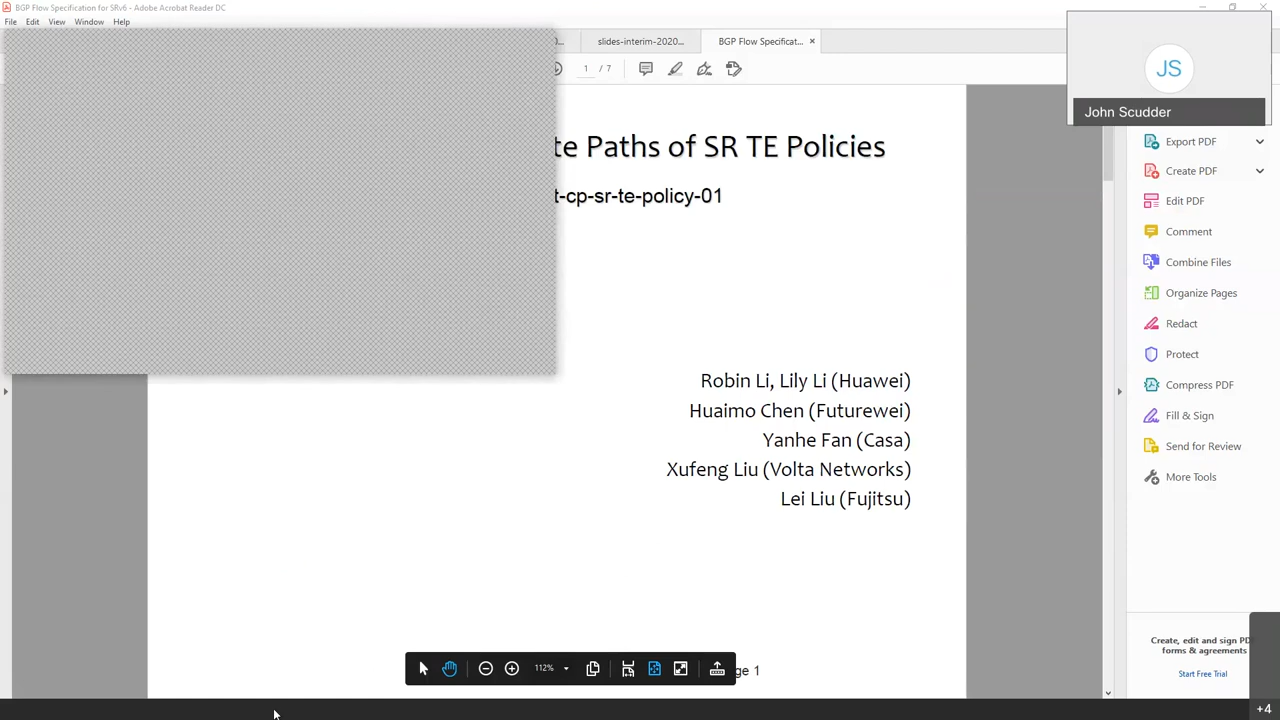 BGP Flow Specification for SRv6 - Adobe Acrobat Reader DC
File Edit View Window Help
0... slides-interim-2020... BGP Flow Specificat... ×
1 / 7
JS
John Scudder
te Paths of SR TE Policies
t-cp-sr-te-policy-01
Robin Li, Lily Li (Huawei)
Huaimo Chen (Futurewei)
Yanhe Fan (Casa)
Xufeng Liu (Volta Networks)
Lei Liu (Fujitsu)
Export PDF
Create PDF
Edit PDF
Comment
Combine Files
Organize Pages
Redact
Protect
Compress PDF
Fill & Sign
Send for Review
More Tools
Create, edit and sign PD
forms & agreements
Start Free Trial
112%
ge 1
+4